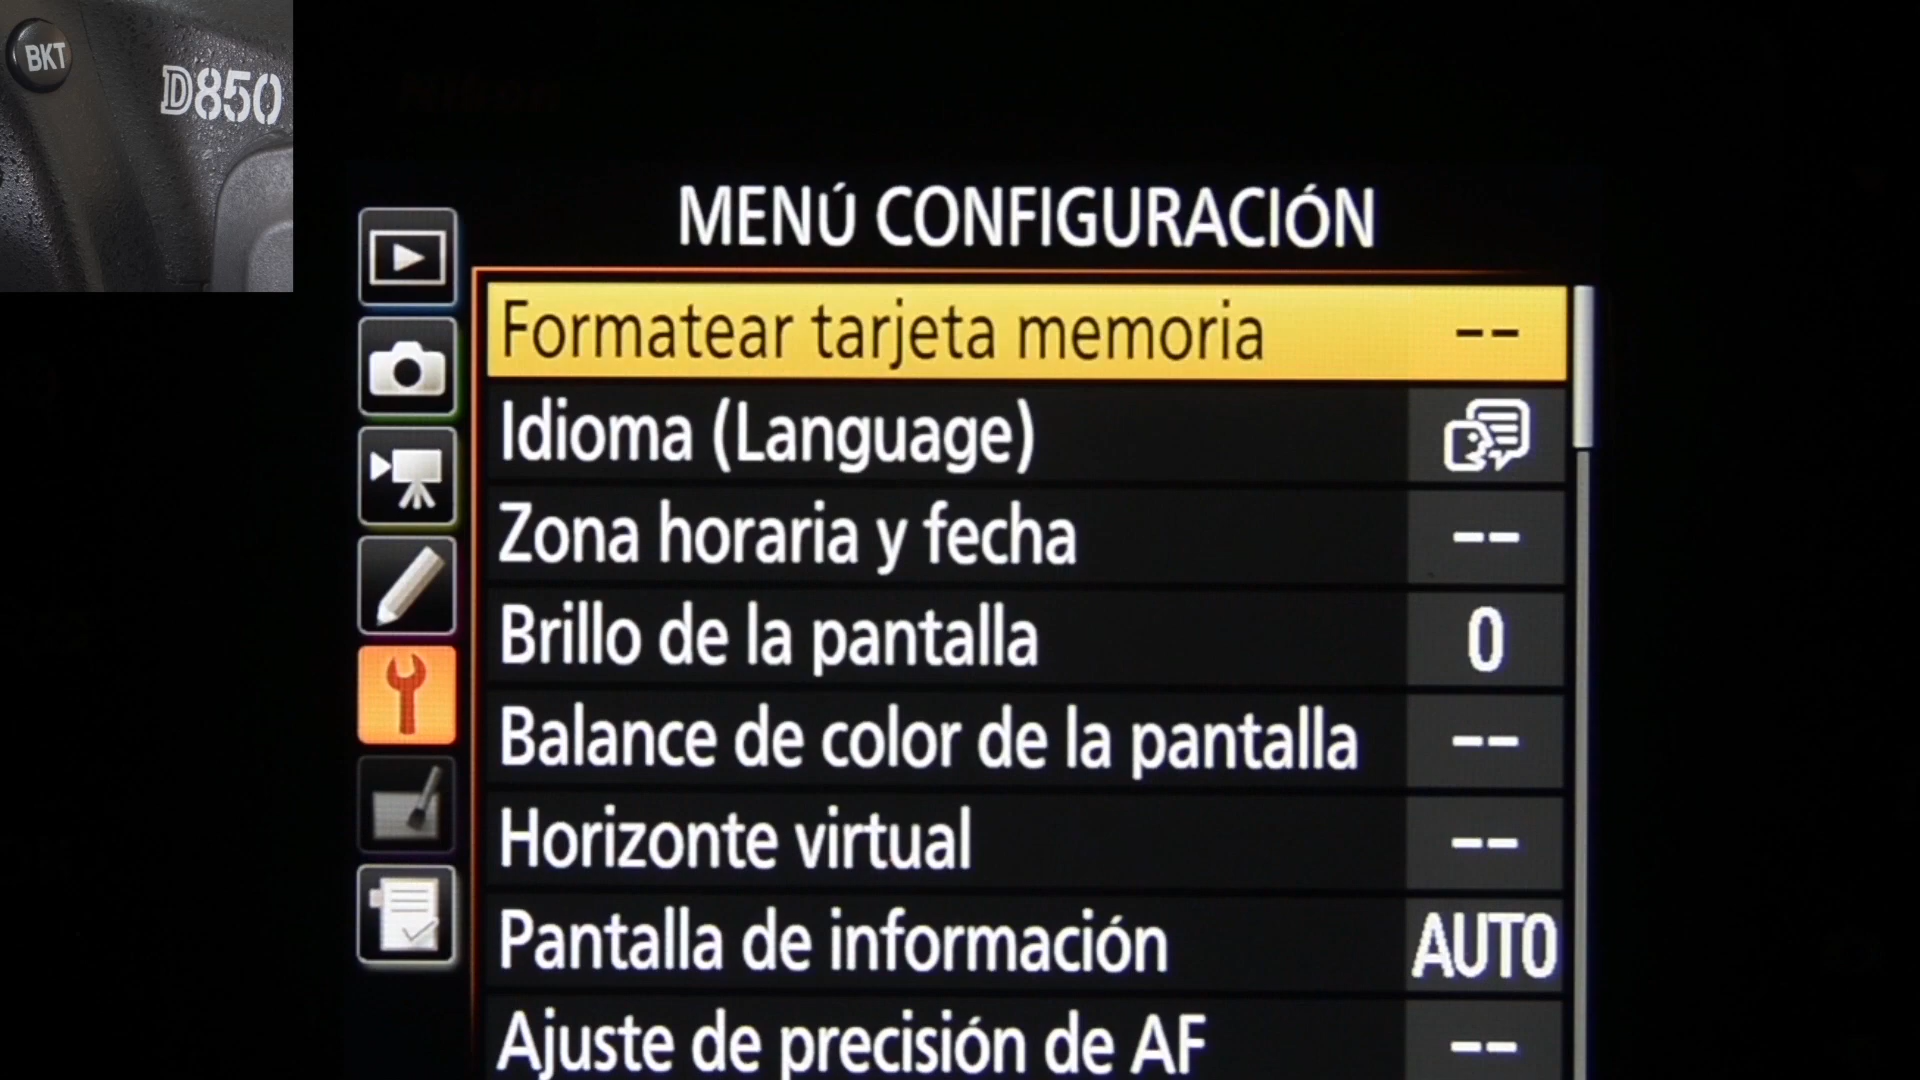 BKT
D850
MENÚ CONFIGURACIÓN
Formatear tarjeta memoria --
Idioma (Language)
Zona horaria y fecha --
Brillo de la pantalla 0
Balance de color de la pantalla --
Horizonte virtual --
Pantalla de información AUTO
Ajuste de precisión de AF --